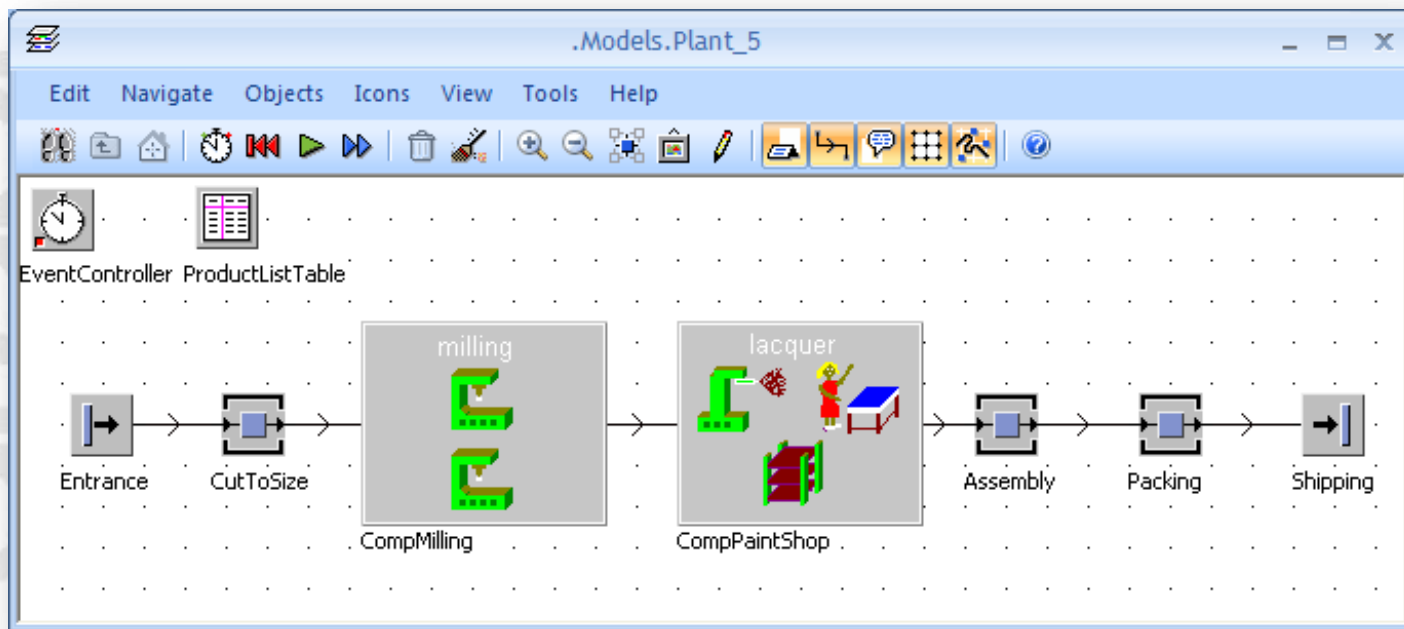 .Models.Plant_5
Edit Navigate Objects Icons View Tools Help
EventController ProductListTable
milling
lacquer
Entrance CutToSize Assembly Packing Shipping
CompMilling CompPaintShop